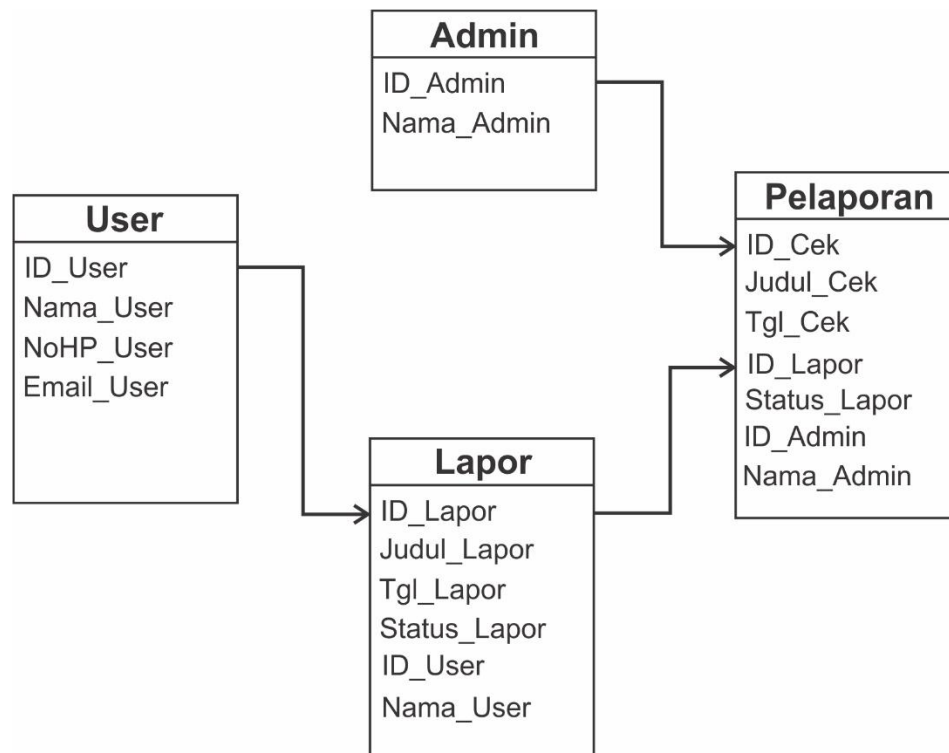 Admin
ID_Admin
Nama_Admin
User
ID_User
Nama_User
NoHP_User
Email_User
Pelaporan
ID_Cek
Judul_Cek
Tgl_Cek
ID_Lapor
Status_Lapor
ID_Admin
Nama_Admin
Lapor
ID_Lapor
Judul_Lapor
Tgl_Lapor
Status_Lapor
ID_User
Nama_User